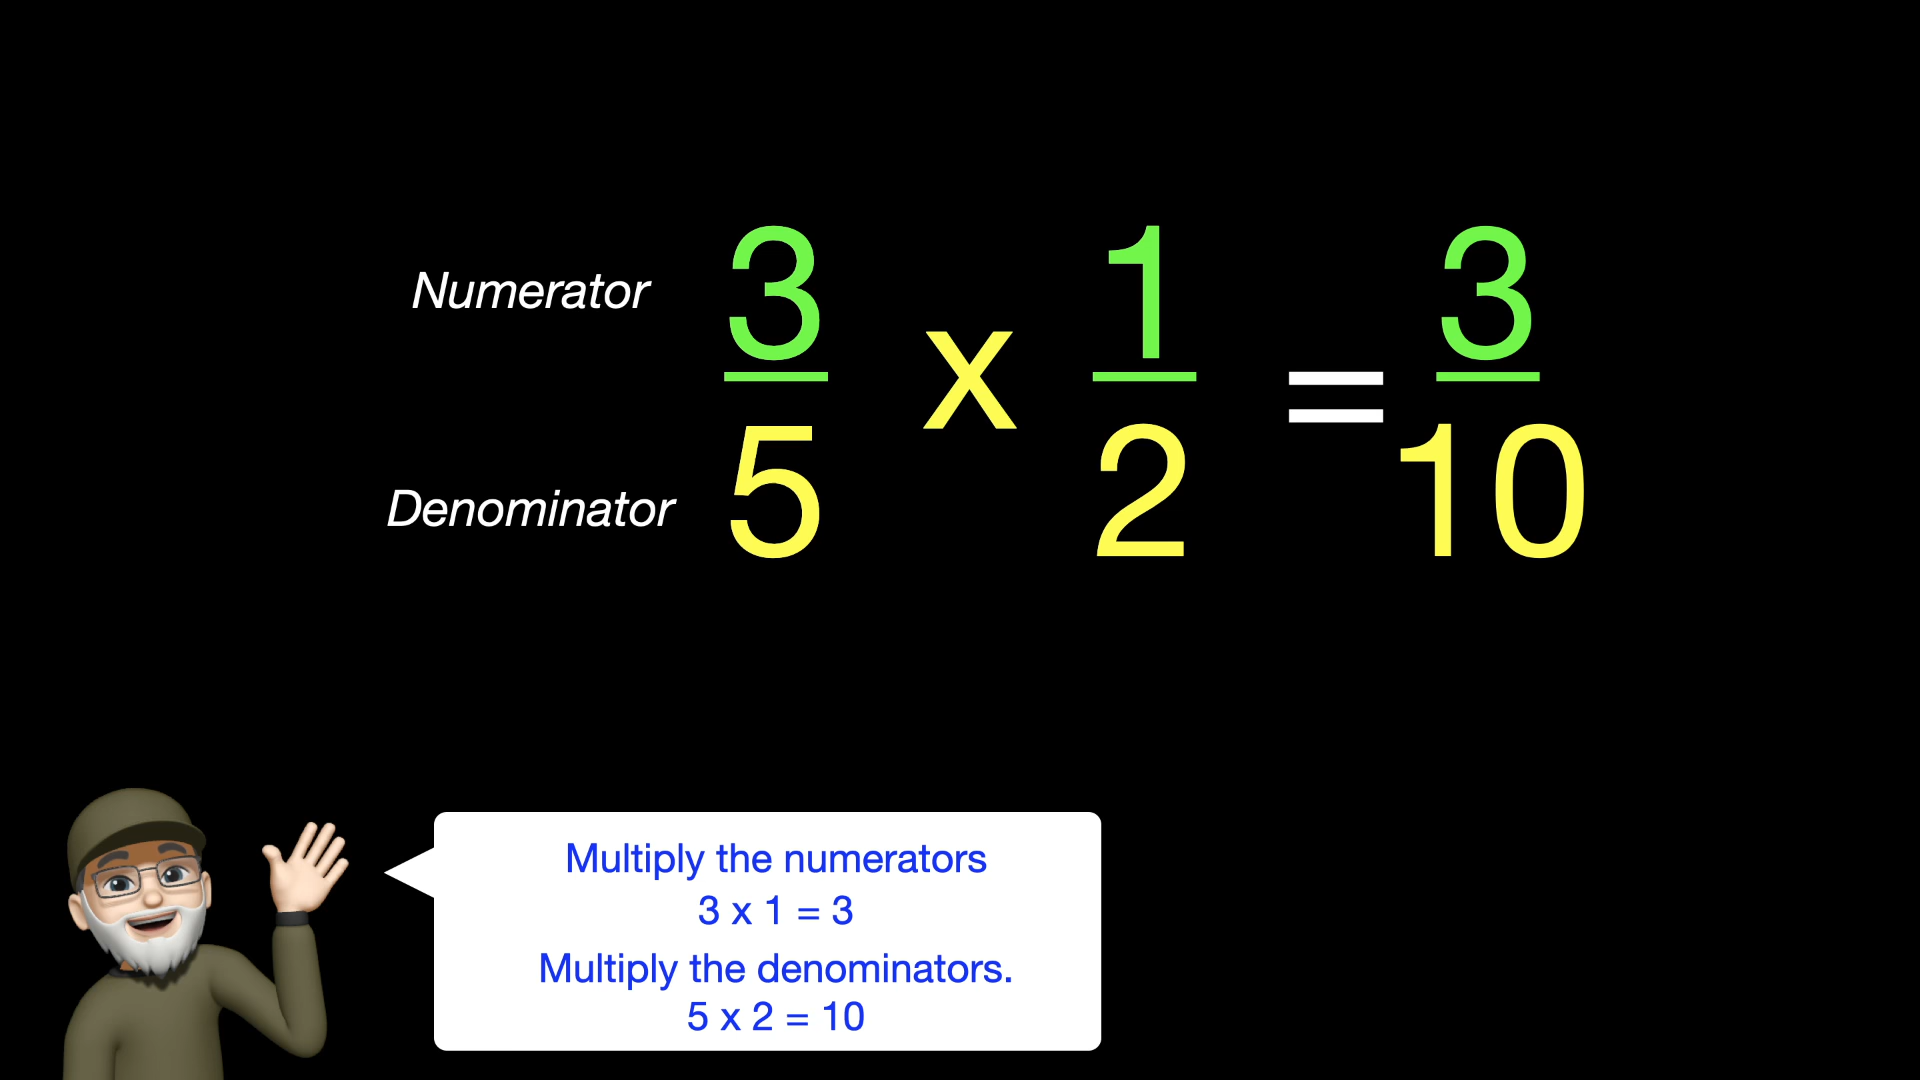 Numerator
3 1 3
x =
Denominator
5 2 10
Multiply the numerators
3 x 1 = 3
Multiply the denominators.
5 x 2 = 10